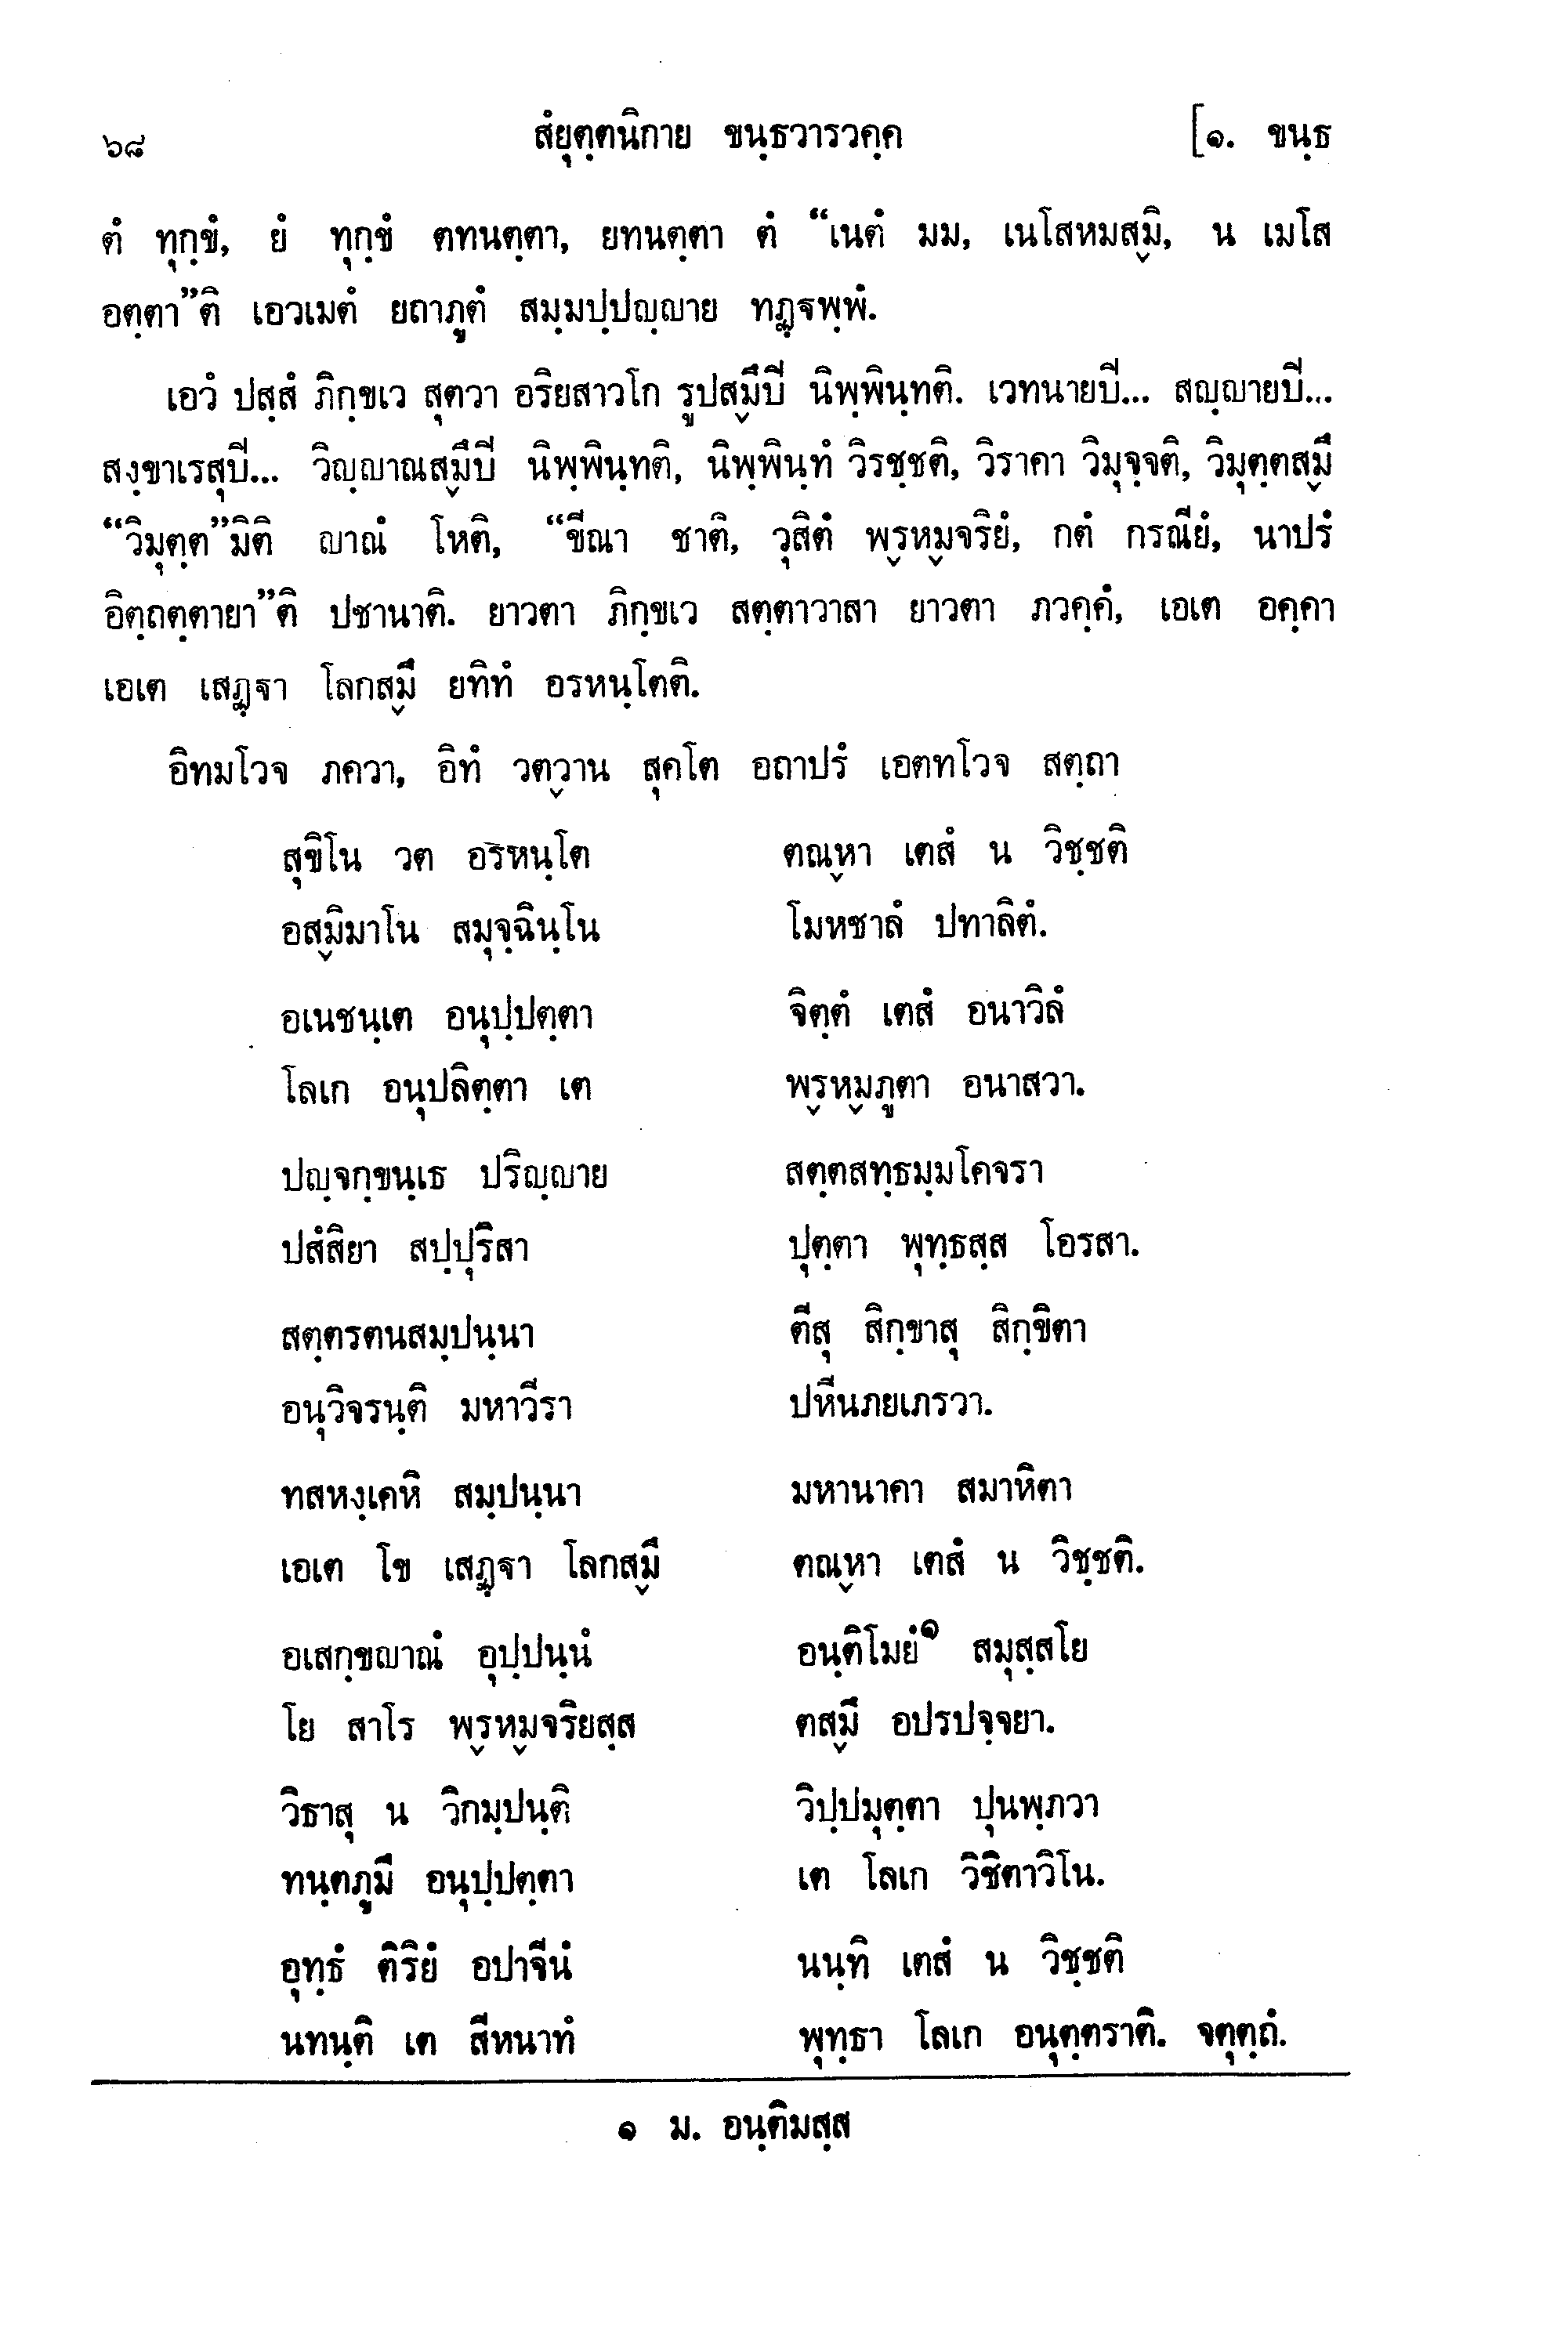 ๖๘ สํยุตฺตนิกาย ขนฺธวารวคฺค [๑. ขนฺธ
ตํ ทุกฺขํ, ยํ ทุกฺขํ ตทนตฺตา, ยทนตฺตา ตํ “เนตํ มม, เนโสหมสฺมิ, น เมโส
อตฺตา”ติ เอวเมตํ ยถาภูตํ สมฺมปฺปญฺญาย ทฏฺฐพฺพํ.
เอวํ ปสฺสํ ภิกฺขเว สุตวา อริยสาวโก รูปสฺมึปี นิพฺพินฺทติ. เวทนายปี... สญฺญายปี...
สงฺขาเรสุปี... วิญฺญาณสฺมึปี นิพฺพินฺทติ, นิพฺพินฺทํ วิรชฺชติ, วิราคา วิมุจฺจติ, วิมุตฺตสฺมึ
“วิมุตฺต”มิติ ญาณํ โหติ, “ขีณา ชาติ, วุสิตํ พฺรหฺมจริยํ, กตํ กรณียํ, นาปรํ
อิตฺถตฺตายา”ติ ปชานาติ. ยาวตา ภิกฺขเว สตฺตาวาสา ยาวตา ภวคฺคํ, เอเต อคฺคา
เอเต เสฏฺฐา โลกสฺมึ ยทิทํ อรหนฺโตติ.
อิทมโวจ ภควา, อิทํ วตฺวาน สุคโต อถาปรํ เอตทโวจ สตฺถา
สุขิโน วต อรหนฺโต ตณฺหา เตสํ น วิชฺชติ
อสฺมิมาโน สมุจฺฉินฺโน โมหชาลํ ปทาลิตํ.
อเนชนฺเต อนุปฺปตฺตา จิตฺตํ เตสํ อนาวิลํ
โลเก อนุปลิตฺตา เต พฺรหฺมภูตา อนาสวา.
ปญฺจกฺขนฺเธ ปริญฺญาย สตฺตสทฺธมฺมโคจรา
ปสํสิยา สปฺปุริสา ปุตฺตา พุทฺธสฺส โอรสา.
สตฺตรตนสมฺปนฺนา ตีสุ สิกฺขาสุ สิกฺขิตา
อนุวิจรนฺติ มหาวีรา ปหีนภยเภรวา.
ทสหงฺเคหิ สมฺปนฺนา มหานาคา สมาหิตา
เอเต โข เสฏฺฐา โลกสฺมึ ตณฺหา เตสํ น วิชฺชติ.
อเสกฺขญาณํ อุปฺปนฺนํ อนฺติโมยํ๑ สมุสฺสโย
โย สาโร พฺรหฺมจริยสฺส ตสฺมึ อปรปจฺจยา.
วิธาสุ น วิกมฺปนฺติ วิปฺปมุตฺตา ปุนพฺภวา
ทนฺตภูมึ อนุปฺปตฺตา เต โลเก วิชิตาวิโน.
อุทฺธํ ติริยํ อปาจีนํ นนฺทิ เตสํ น วิชฺชติ
นทนฺติ เต สีหนาทํ พุทฺธา โลเก อนุตฺตราติ. จตุตฺถํ.
๑ ม. อนฺติมสฺส